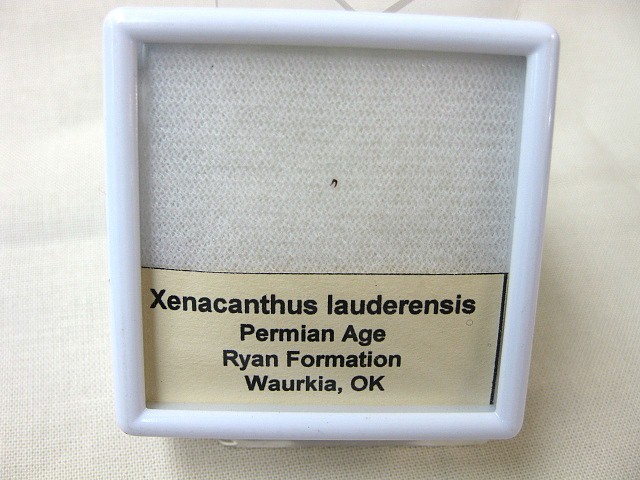 Xenacanthus lauderensis
Permian Age
Ryan Formation
Waurkia, OK